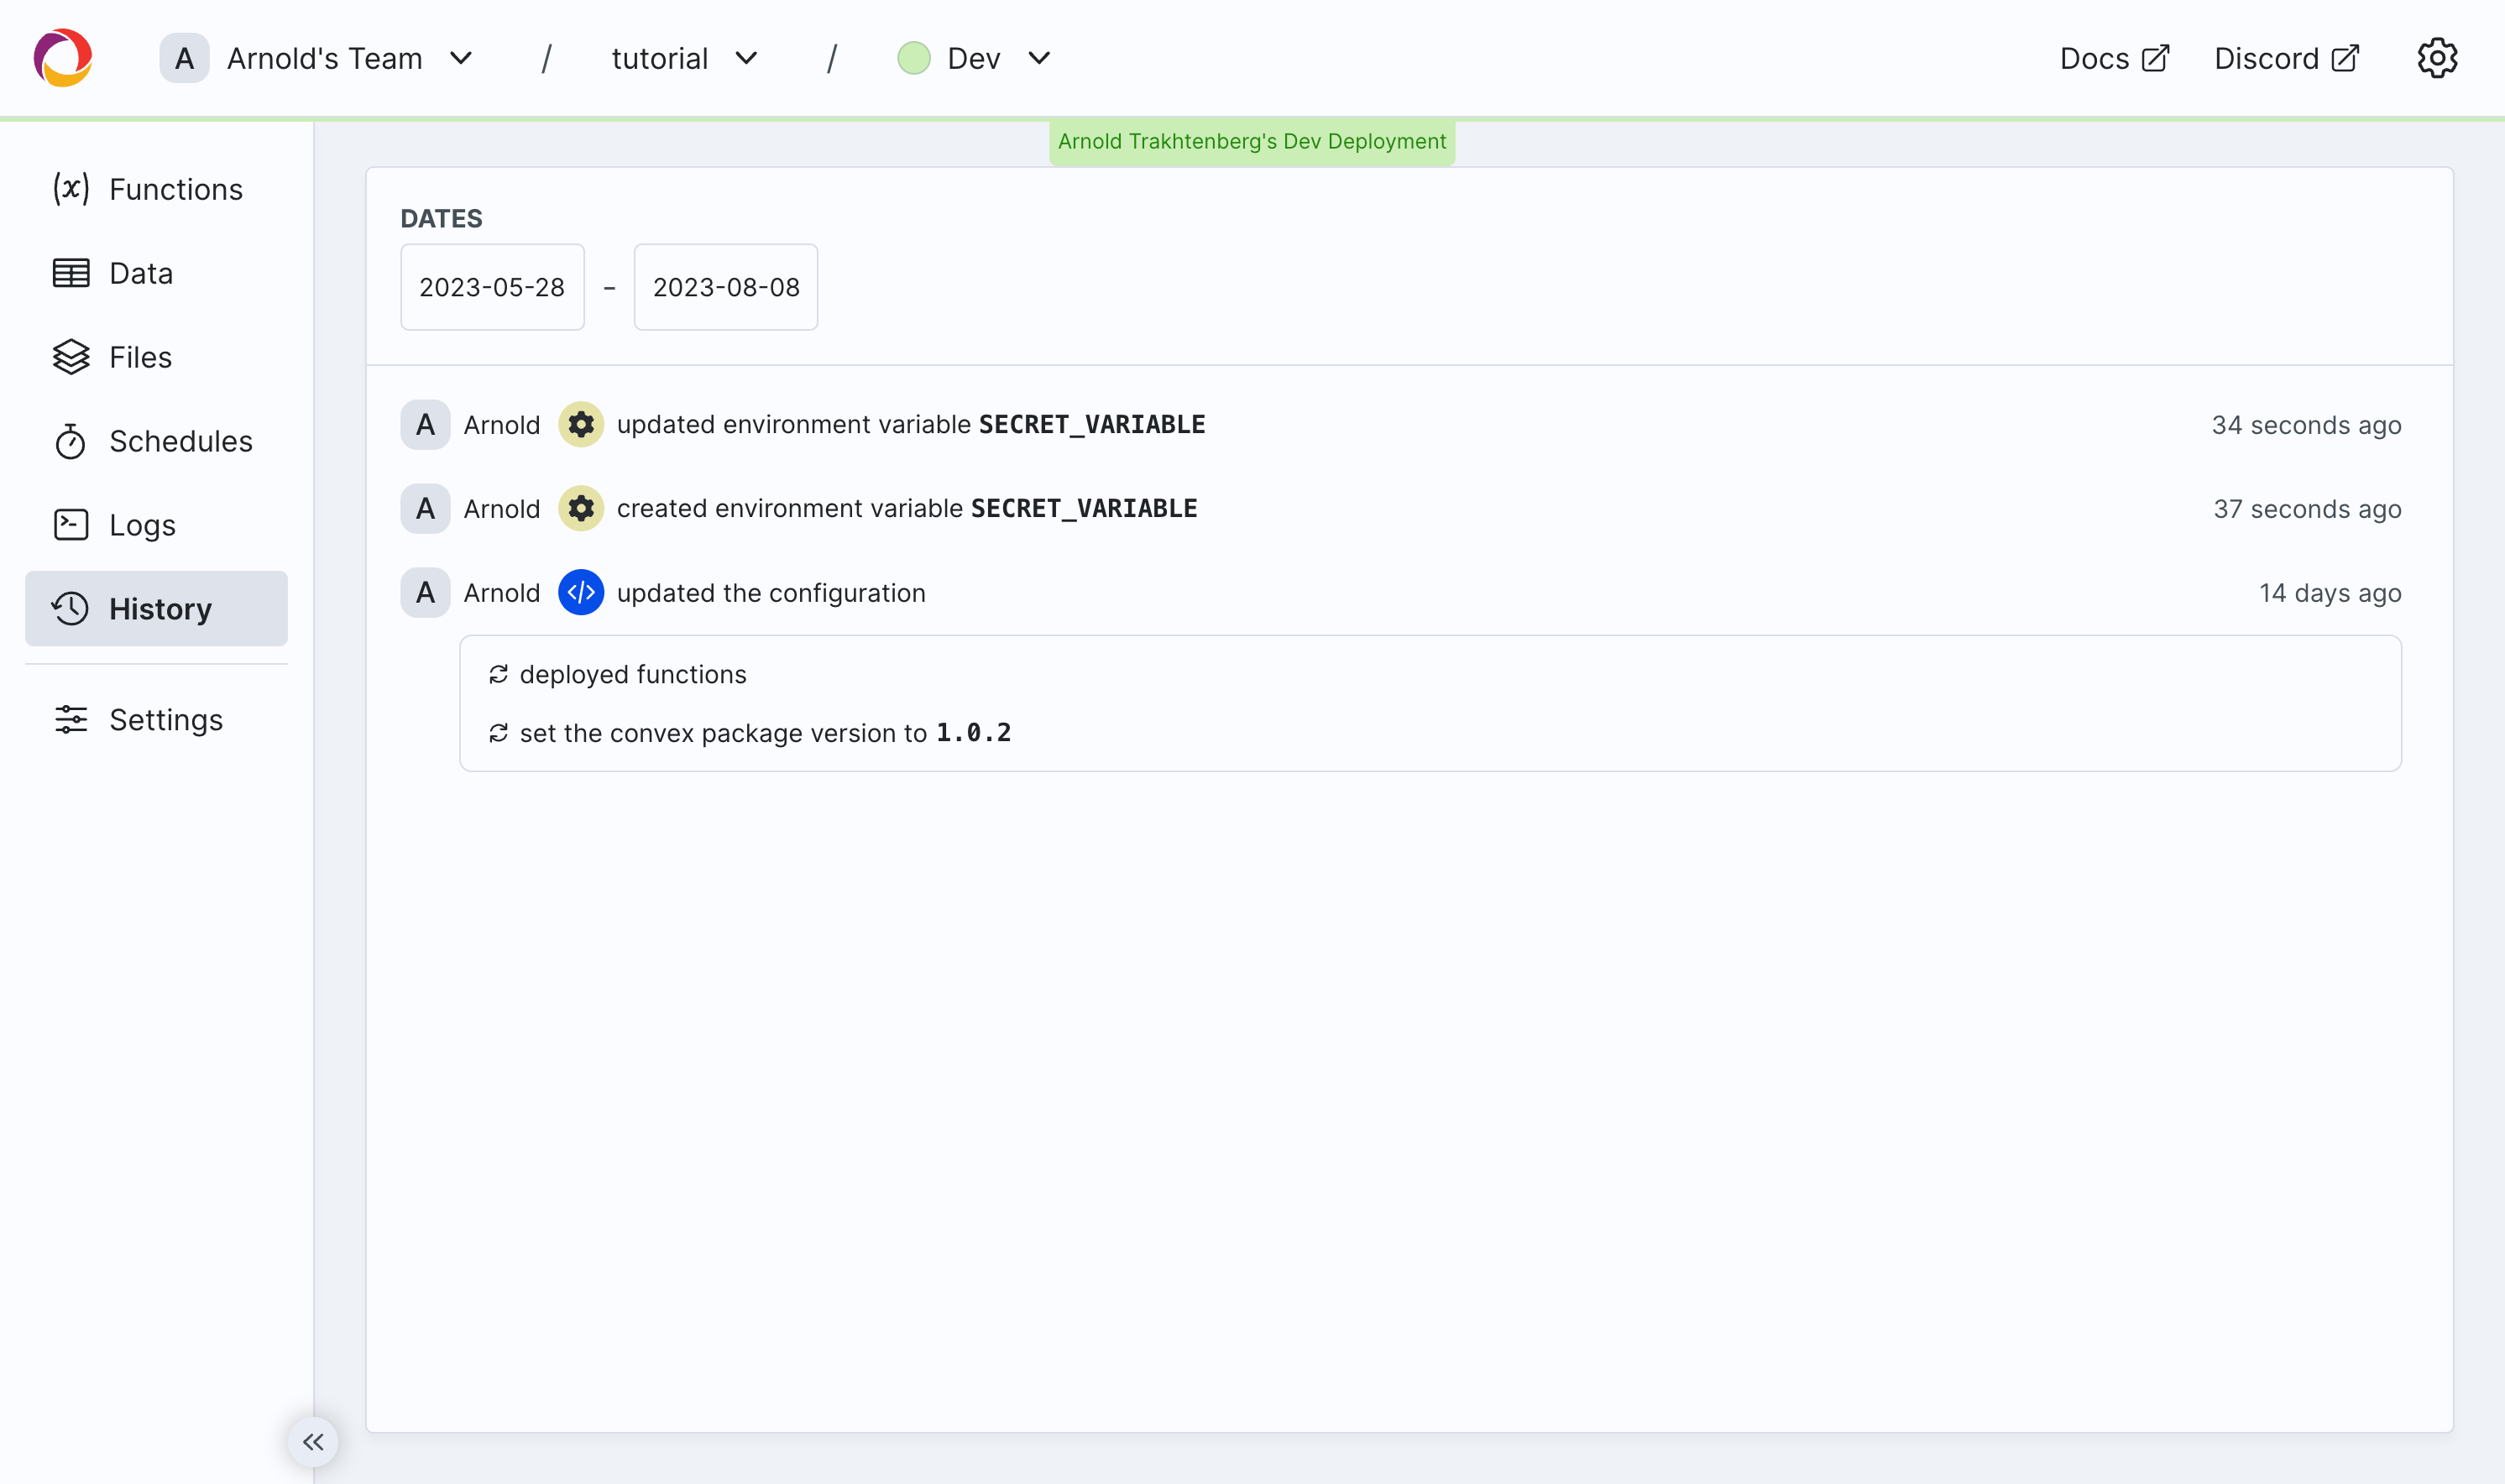 A Arnold's Team / tutorial / Dev Docs Discord
Arnold Trakhtenberg's Dev Deployment
Functions
Data
Files
Schedules
Logs
History
Settings
DATES
2023-05-28 - 2023-08-08
A Arnold updated environment variable SECRET_VARIABLE 34 seconds ago
A Arnold created environment variable SECRET_VARIABLE 37 seconds ago
A Arnold updated the configuration 14 days ago
deployed functions
set the convex package version to 1.0.2